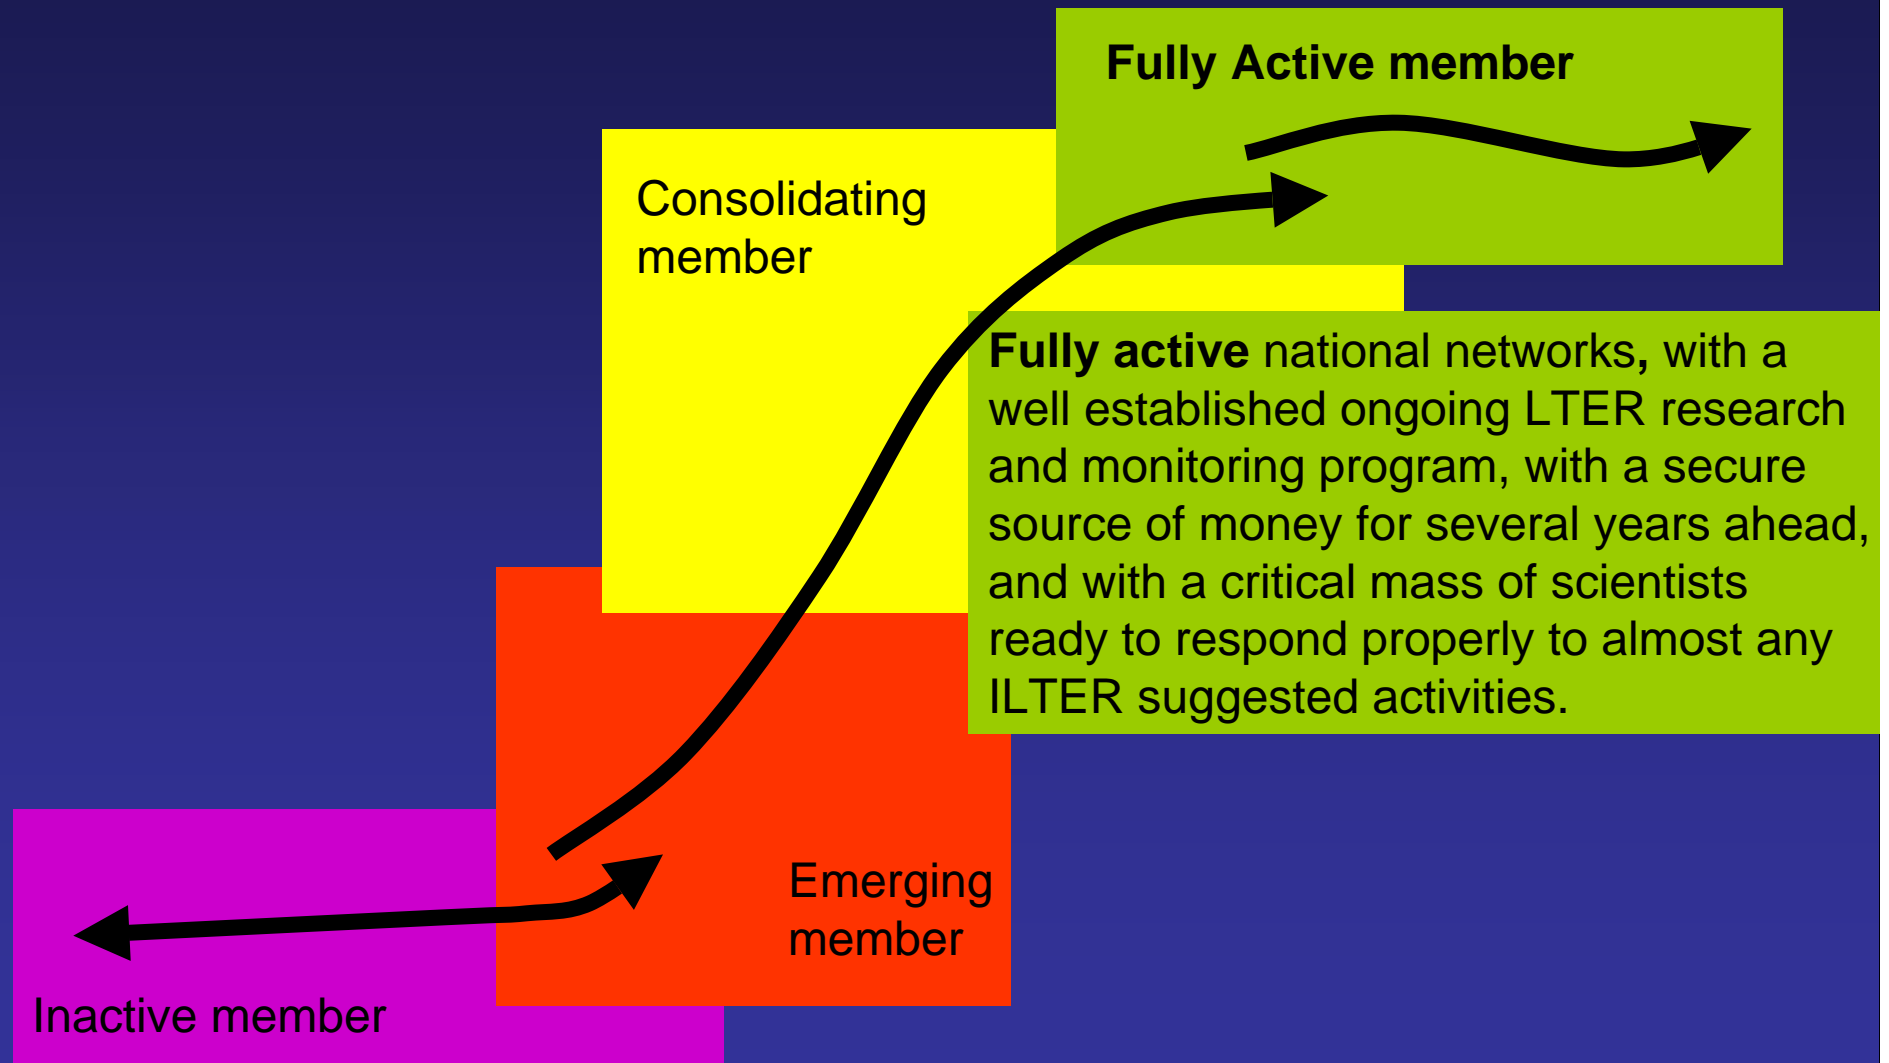 Fully Active member
Consolidating
member
Fully active national networks, with a
well established ongoing LTER research
and monitoring program, with a secure
source of money for several years ahead,
and with a critical mass of scientists
ready to respond properly to almost any
ILTER suggested activities.
Emerging
member
Inactive member